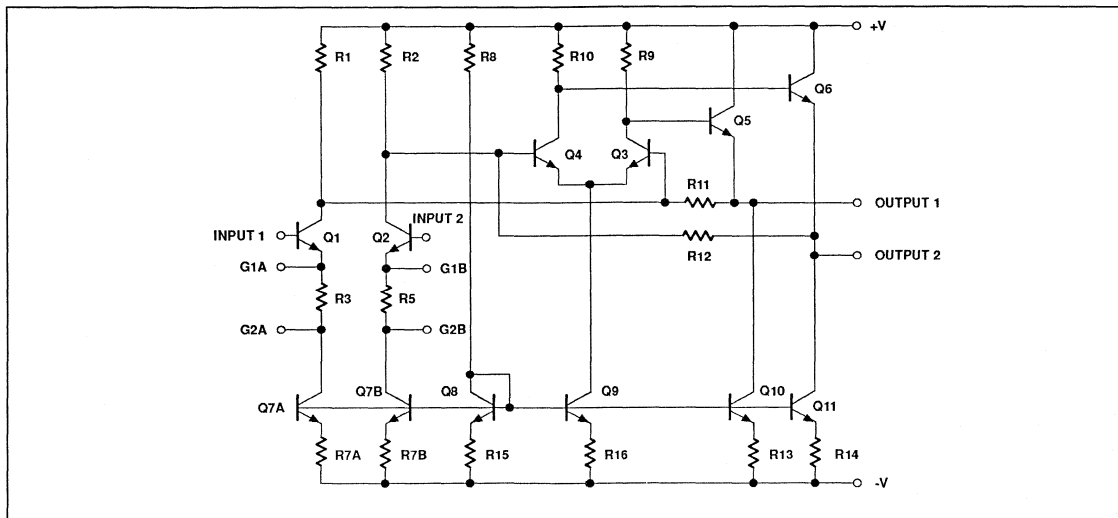 +V
R1
R2
R8
R10
R9
Q6
Q5
Q4
Q3
R11
OUTPUT 1
INPUT 1
Q1
Q2
INPUT 2
R12
OUTPUT 2
G1A
G1B
R3
R5
G2A
G2B
Q7A
Q7B
Q8
Q9
Q10
Q11
R7A
R7B
R15
R16
R13
R14
-V